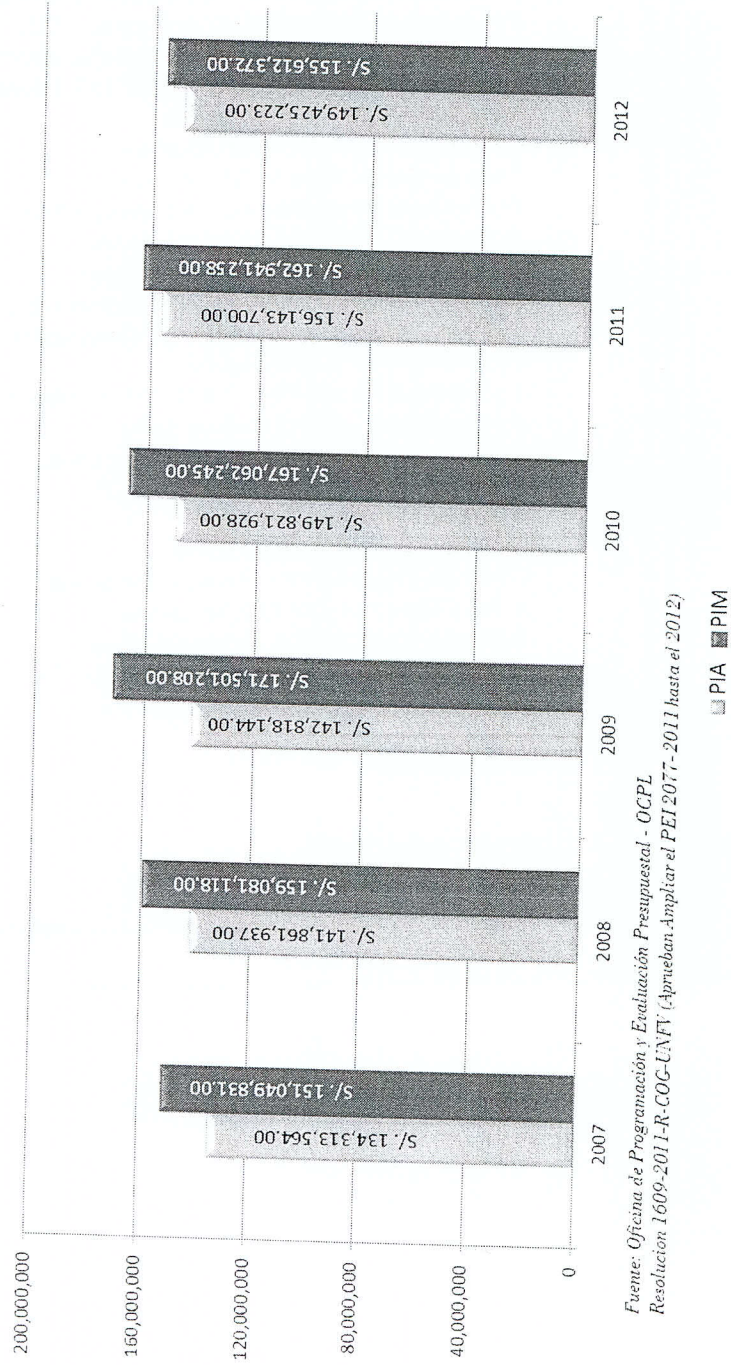 200,000,000
160,000,000
120,000,000
80,000,000
40,000,000
0
S/. 134,313.564.00
S/. 151,049,831.00
S/. 141,861,937.00
S/. 159,081,118.00
S/. 142,818,144.00
S/. 171,501,208.00
S/. 149,821,928.00
S/. 167,062,245.00
S/. 156,143,700.00
S/. 162,941,258.00
S/. 149,425,223.00
S/. 155,612,372.00
2007
2008
2009
2010
2011
2012
Fuente: Oficina de Programación y Evaluación Presupuestal - OCPL
Resolucion 1609-2011-R-COG-UNFV (Aprueban Ampliar el PEI 2077-2011 hasta el 2012)
PIA PIM